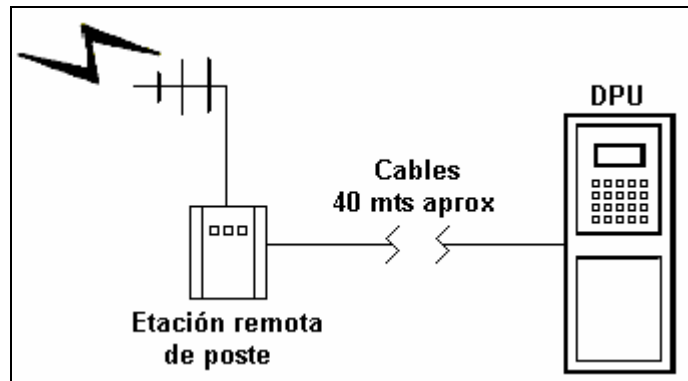 DPU
Cables
40 mts aprox
Etación remota
de poste